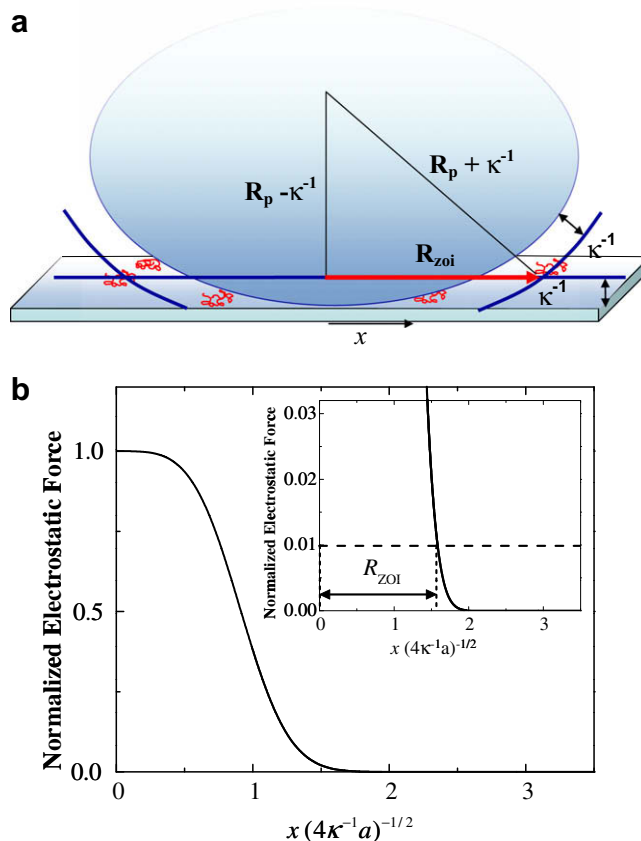 a
R_p -κ^-1
R_p + κ^-1
R_zoi
κ^-1
κ^-1
x
b
Normalized Electrostatic Force
1.0
0.5
0.0
0 1 2 3
x (4κ^-1a)^-1/2
Normalized Electrostatic Force
0.03
0.02
0.01
0.00
R_ZOI
0 1 2 3
x (4κ^-1a)^-1/2